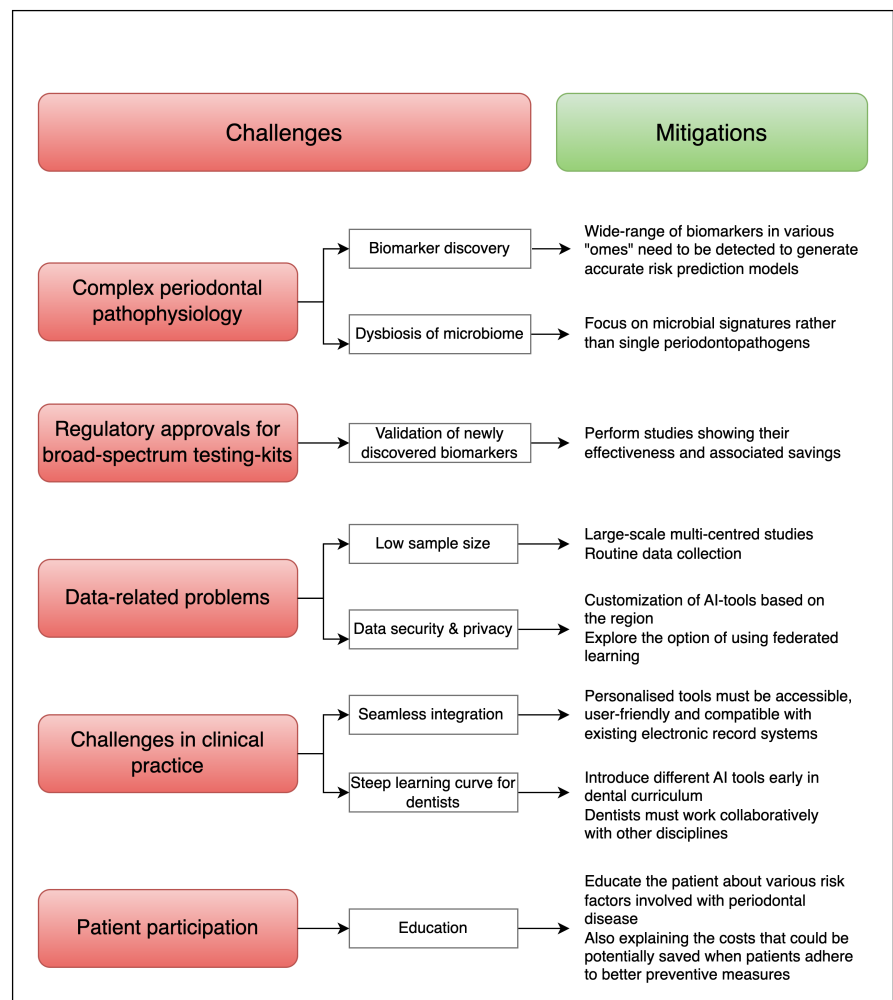 Challenges
Mitigations
Complex periodontal
pathophysiology
Biomarker discovery
Wide-range of biomarkers in various
"omes" need to be detected to generate
accurate risk prediction models
Dysbiosis of microbiome
Focus on microbial signatures rather
than single periodontopathogens
Regulatory approvals for
broad-spectrum testing-kits
Validation of newly
discovered biomarkers
Perform studies showing their
effectiveness and associated savings
Data-related problems
Low sample size
Large-scale multi-centred studies
Routine data collection
Data security & privacy
Customization of AI-tools based on
the region
Explore the option of using federated
learning
Challenges in clinical
practice
Seamless integration
Personalised tools must be accessible,
user-friendly and compatible with
existing electronic record systems
Steep learning curve for
dentists
Introduce different AI tools early in
dental curriculum
Dentists must work collaboratively
with other disciplines
Patient participation
Education
Educate the patient about various risk
factors involved with periodontal
disease
Also explaining the costs that could be
potentially saved when patients adhere
to better preventive measures